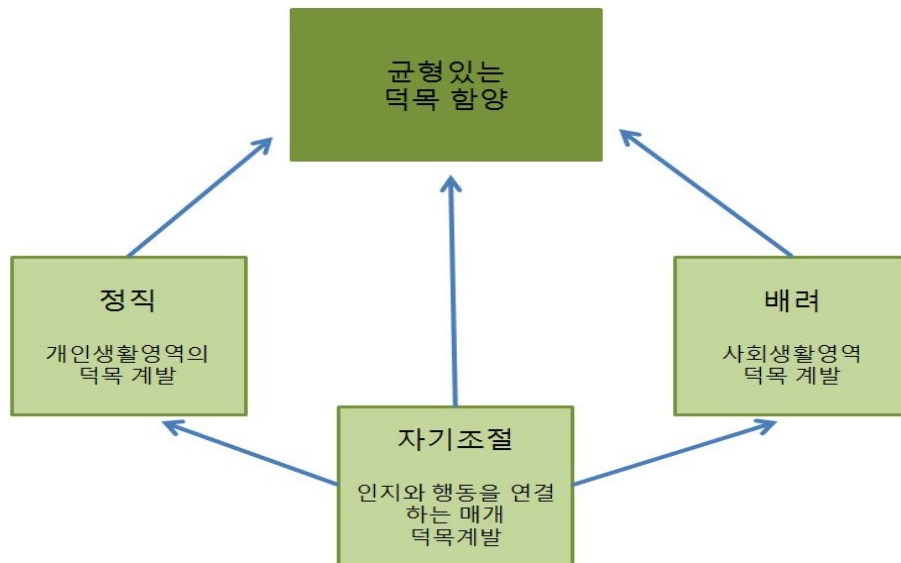 균형있는
덕목 함양
정직
개인생활영역의
덕목 계발
배려
사회생활영역
덕목 계발
자기조절
인지와 행동을 연결
하는 매개
덕목계발